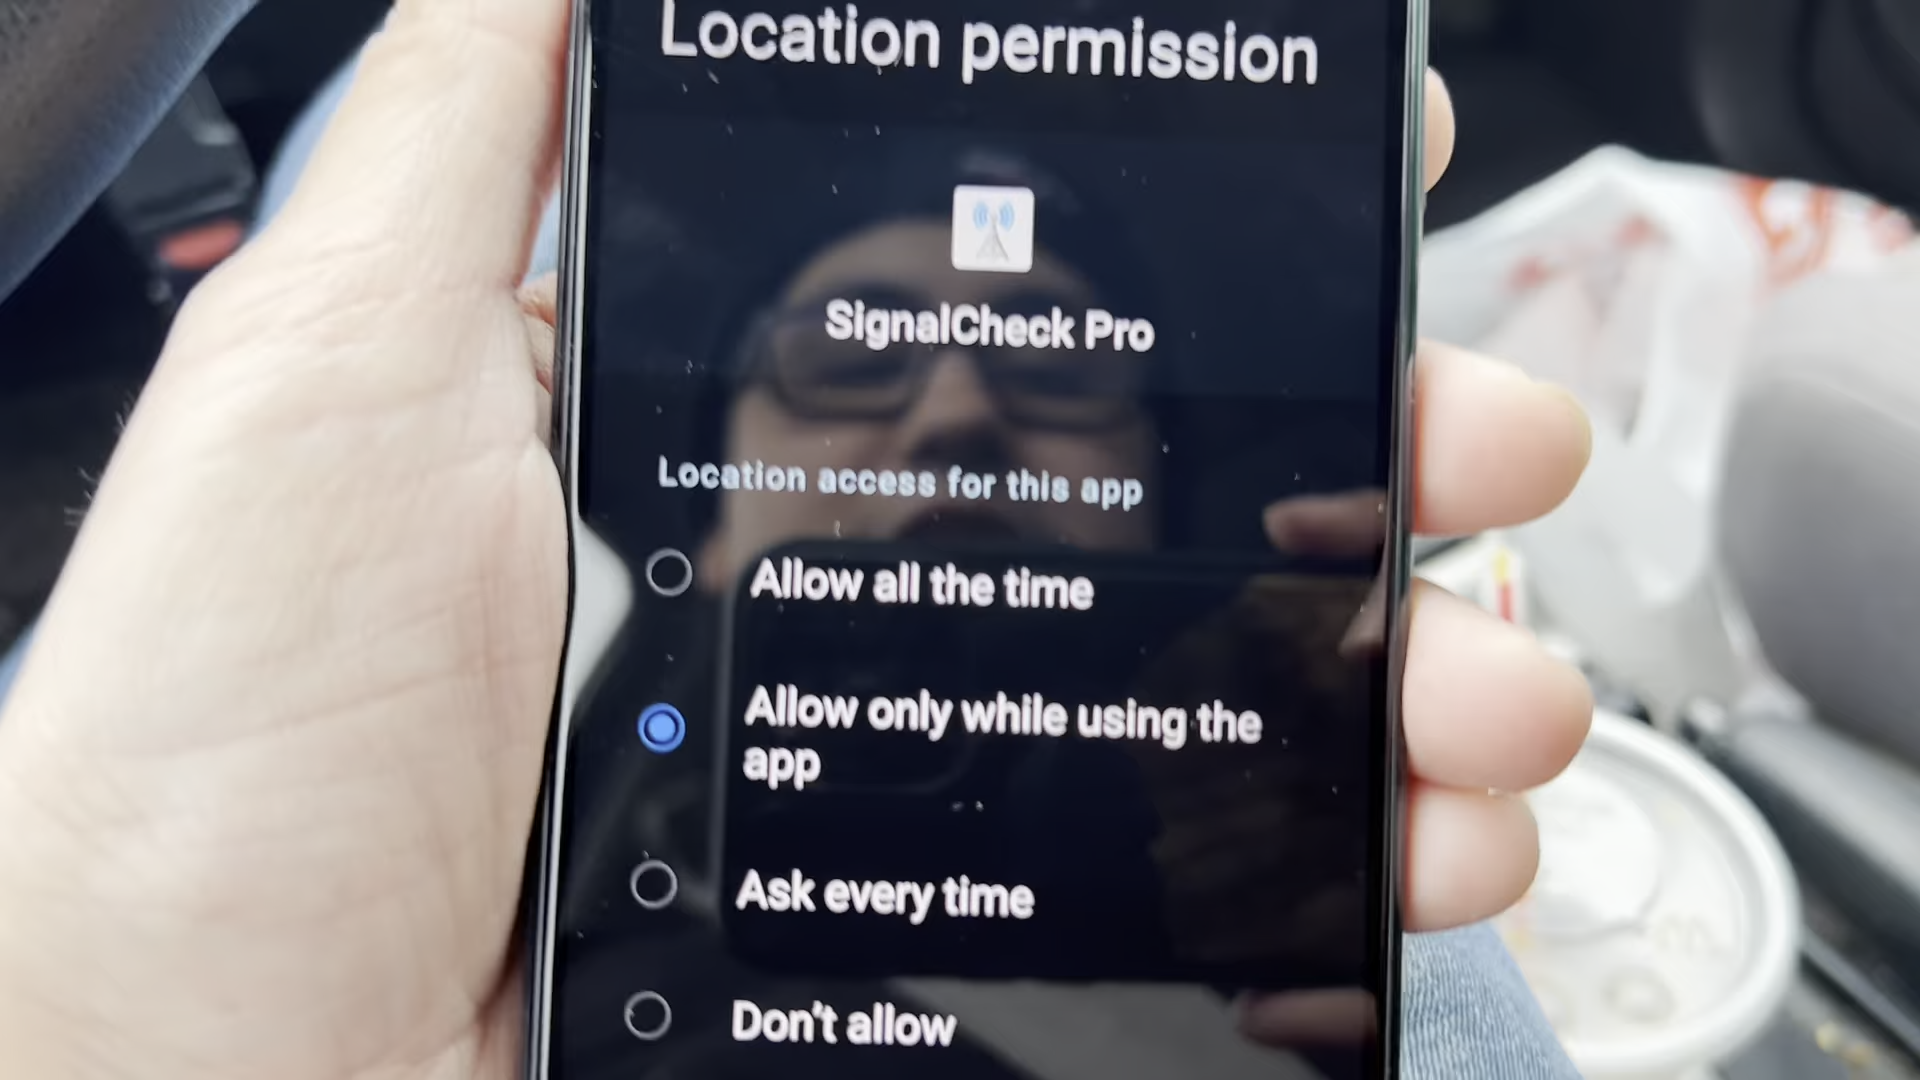 Location permission
SignalCheck Pro
Location access for this app
Allow all the time
Allow only while using the
app
Ask every time
Don't allow